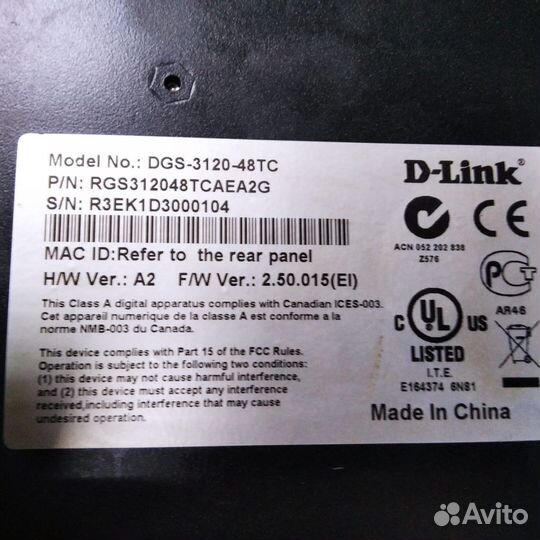 Model No.: DGS-3120-48TC
P/N: RGS312048TCAEA2G
S/N: R3EK1D3000104
MAC ID:Refer to the rear panel
H/W Ver.: A2 F/W Ver.: 2.50.015(EI)
This Class A digital apparatus complies with Canadian ICES-003.
Cet appareil numerique de la classe A est conforme a la
norme NMB-003 du Canada.
This device complies with Part 15 of the FCC Rules.
Operation is subject to the following two conditions:
(1) this device may not cause harmful interference,
and (2) this device must accept any interference
received,including interference that may cause
undesired operation.
D-Link
ACN 052 202 838
Z576
PG
AR46
C UL US
LISTED
I.T.E.
E164374 6N81
Made In China
Avito